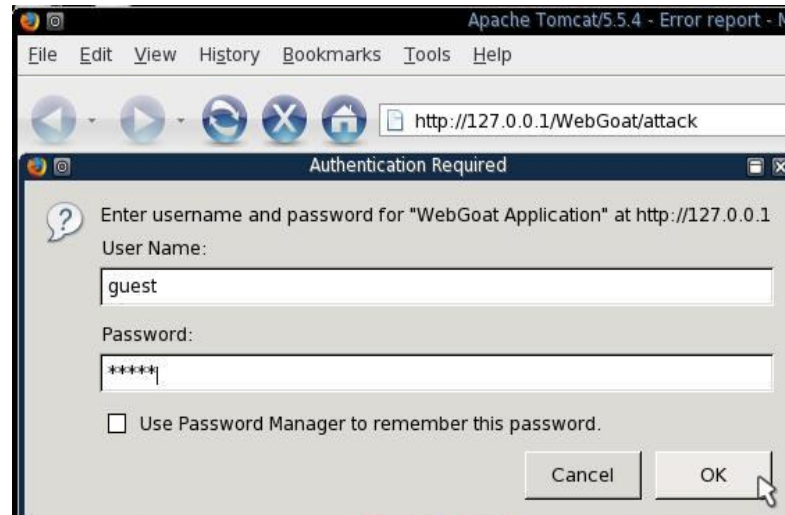 Apache Tomcat/5.5.4 - Error report -
File Edit View History Bookmarks Tools Help
http://127.0.0.1/WebGoat/attack
Authentication Required
Enter username and password for "WebGoat Application" at http://127.0.0.1
User Name:
guest
Password:
*****
Use Password Manager to remember this password.
Cancel OK